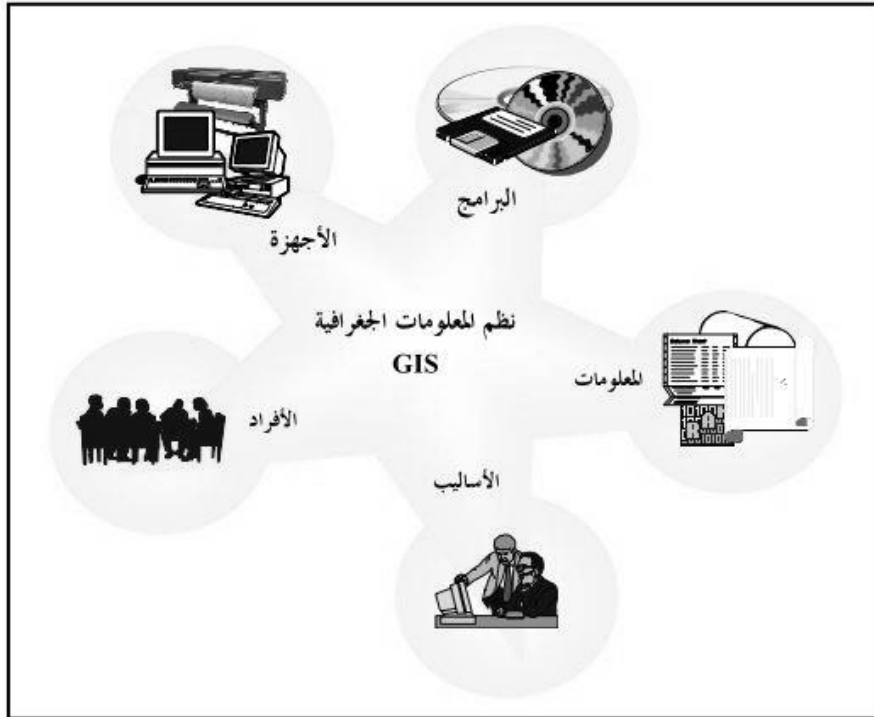 البرامج
الأجهزة
نظم المعلومات الجغرافية
GIS
المعلومات
الأفراد
الأساليب